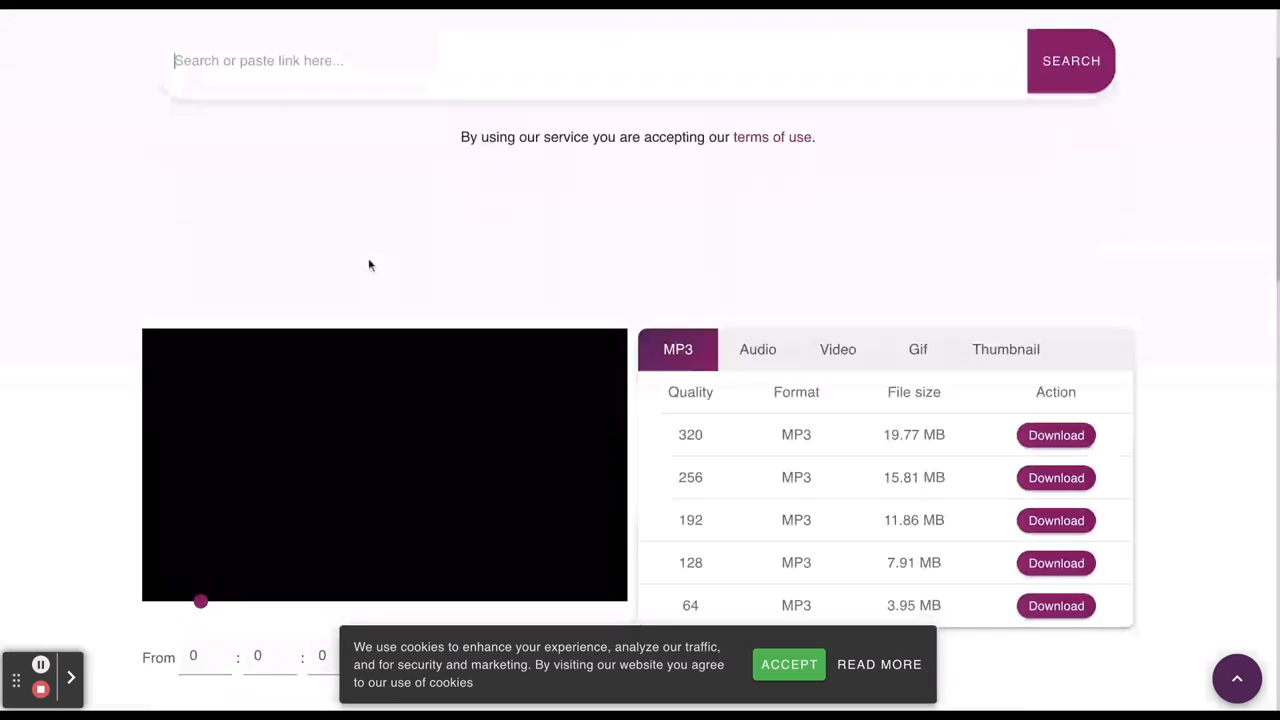 Search or paste link here...
SEARCH
By using our service you are accepting our terms of use.
MP3 Audio Video Gif Thumbnail
Quality Format File size Action
320 MP3 19.77 MB Download
256 MP3 15.81 MB Download
192 MP3 11.86 MB Download
128 MP3 7.91 MB Download
64 MP3 3.95 MB Download
From 0 : 0 : 0
We use cookies to enhance your experience, analyze our traffic,
and for security and marketing. By visiting our website you agree
to our use of cookies
ACCEPT READ MORE